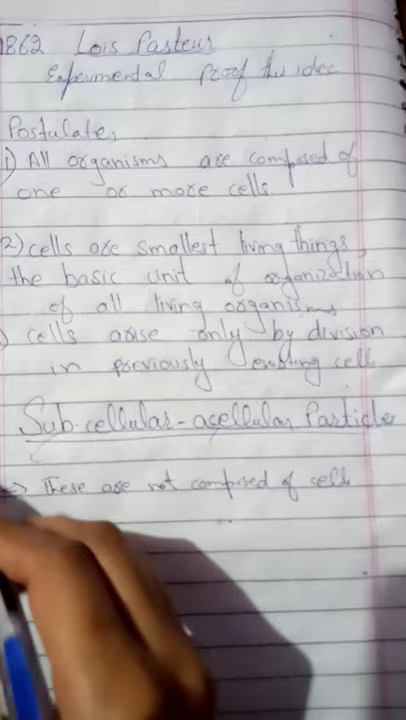 1862 Lois Pasteur
Experimental Proof the idec
Postulates
1) All organisms are composed of
one or more cells
2) cells are smallest living things,
the basic unit of organization
of all living organisms
) cells arise only by division
in previously existing cell
Sub-cellular-acellular Particle
→ These are not composed of cells